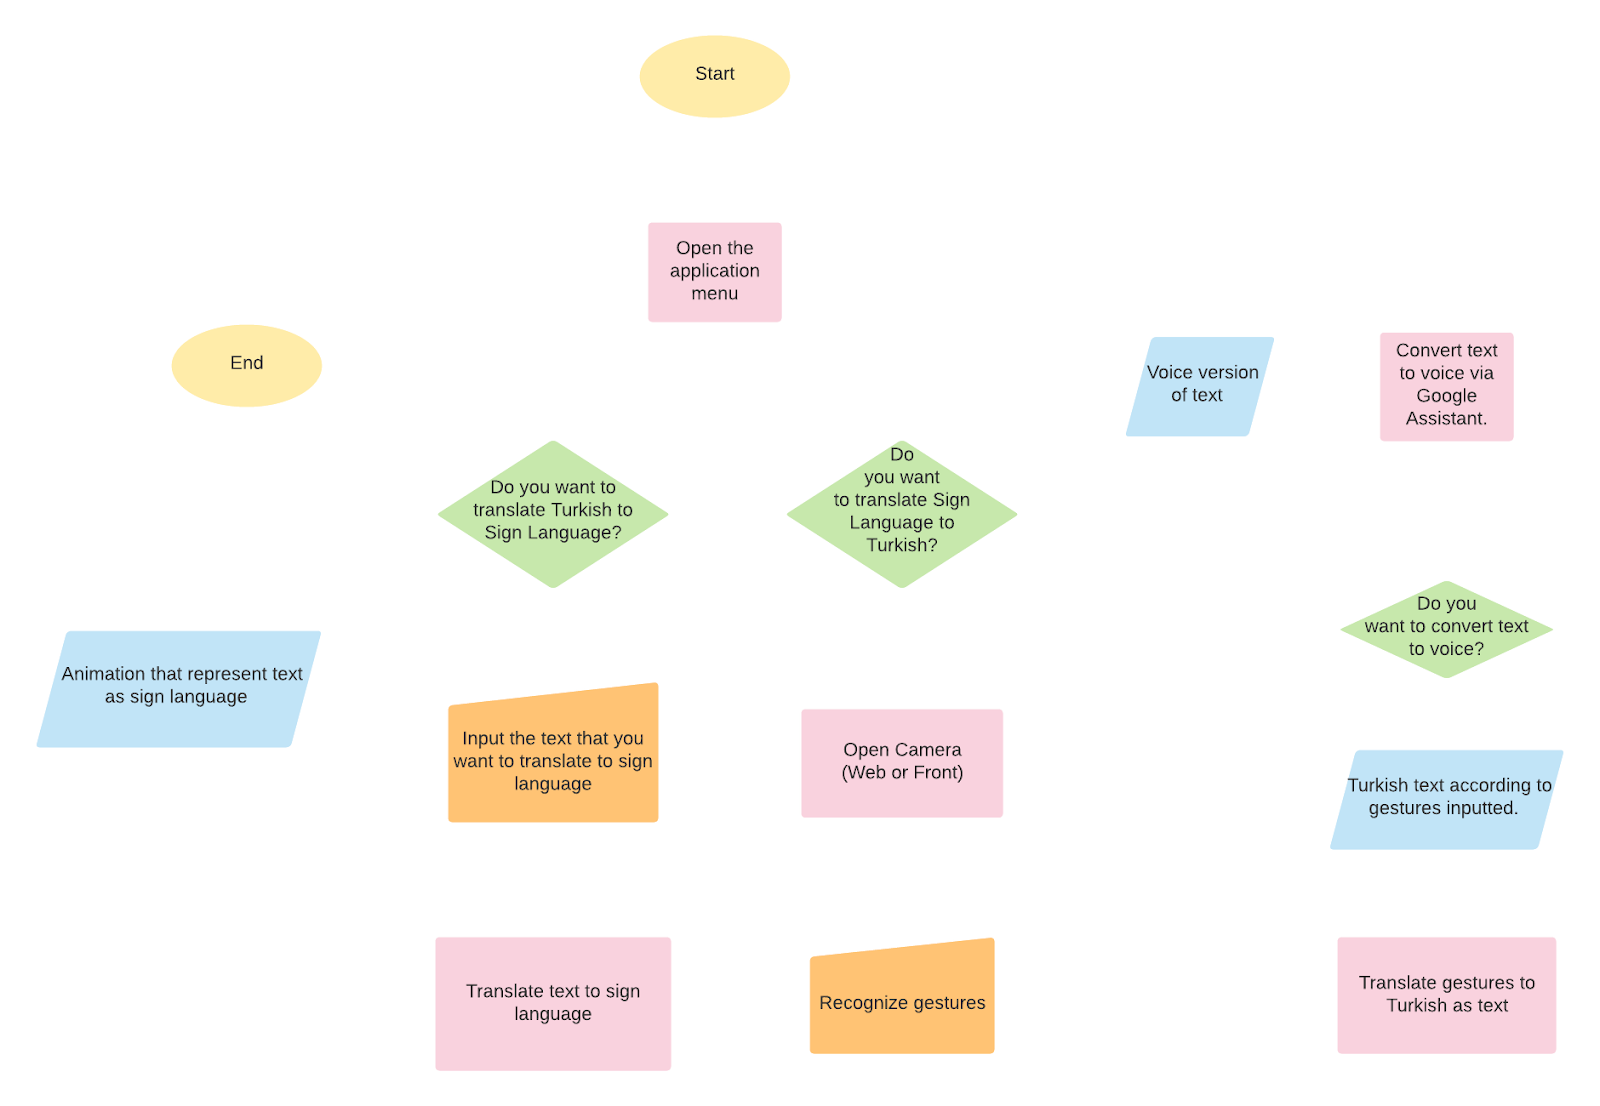 Start
Open the
application
menu
End
Voice version
of text
Convert text
to voice via
Google
Assistant.
Do you want to
translate Turkish to
Sign Language?
Do
you want
to translate Sign
Language to
Turkish?
Do you
want to convert text
to voice?
Animation that represent text
as sign language
Input the text that you
want to translate to sign
language
Open Camera
(Web or Front)
Turkish text according to
gestures inputted.
Translate text to sign
language
Recognize gestures
Translate gestures to
Turkish as text